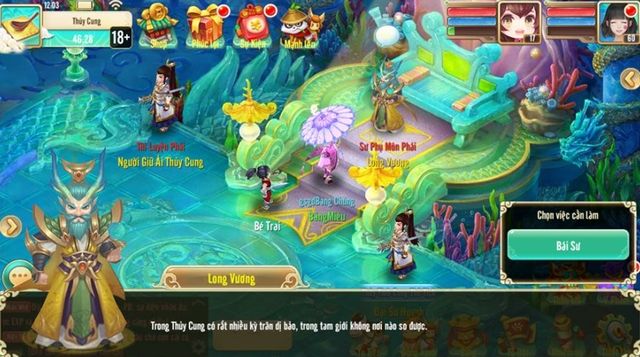 12:03
Thủy Cung
46:28
18+
Shop
Phúc Lợi
Sự Kiện
Mạnh Lên
17
60
Thí Luyện Phái
Người Giữ Ải Thủy Cung
Sư Phụ Môn Phái
Long Vương
Bé Trai
Băng Miêu
Chọn việc cần làm
Bái Sư
Long Vương
Trong Thủy Cung có rất nhiều kỳ trân dị bảo, trong tam giới không nơi nào so được.